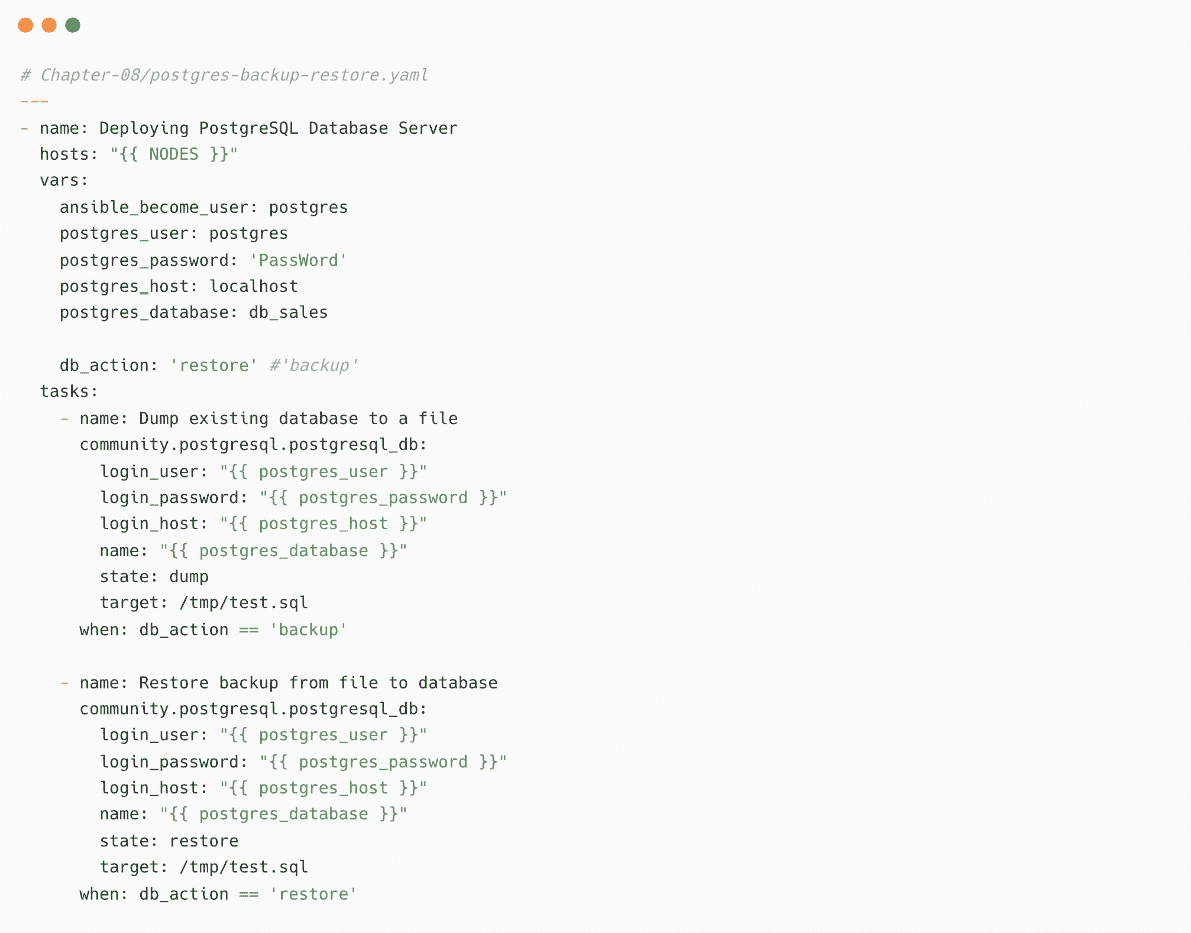 # Chapter-08/postgres-backup-restore.yaml
---
- name: Deploying PostgreSQL Database Server
  hosts: "{{ NODES }}"
  vars:
    ansible_become_user: postgres
    postgres_user: postgres
    postgres_password: 'PassWord'
    postgres_host: localhost
    postgres_database: db_sales

    db_action: 'restore' #'backup'
  tasks:
    - name: Dump existing database to a file
      community.postgresql.postgresql_db:
        login_user: "{{ postgres_user }}"
        login_password: "{{ postgres_password }}"
        login_host: "{{ postgres_host }}"
        name: "{{ postgres_database }}"
        state: dump
        target: /tmp/test.sql
      when: db_action == 'backup'

    - name: Restore backup from file to database
      community.postgresql.postgresql_db:
        login_user: "{{ postgres_user }}"
        login_password: "{{ postgres_password }}"
        login_host: "{{ postgres_host }}"
        name: "{{ postgres_database }}"
        state: restore
        target: /tmp/test.sql
      when: db_action == 'restore'